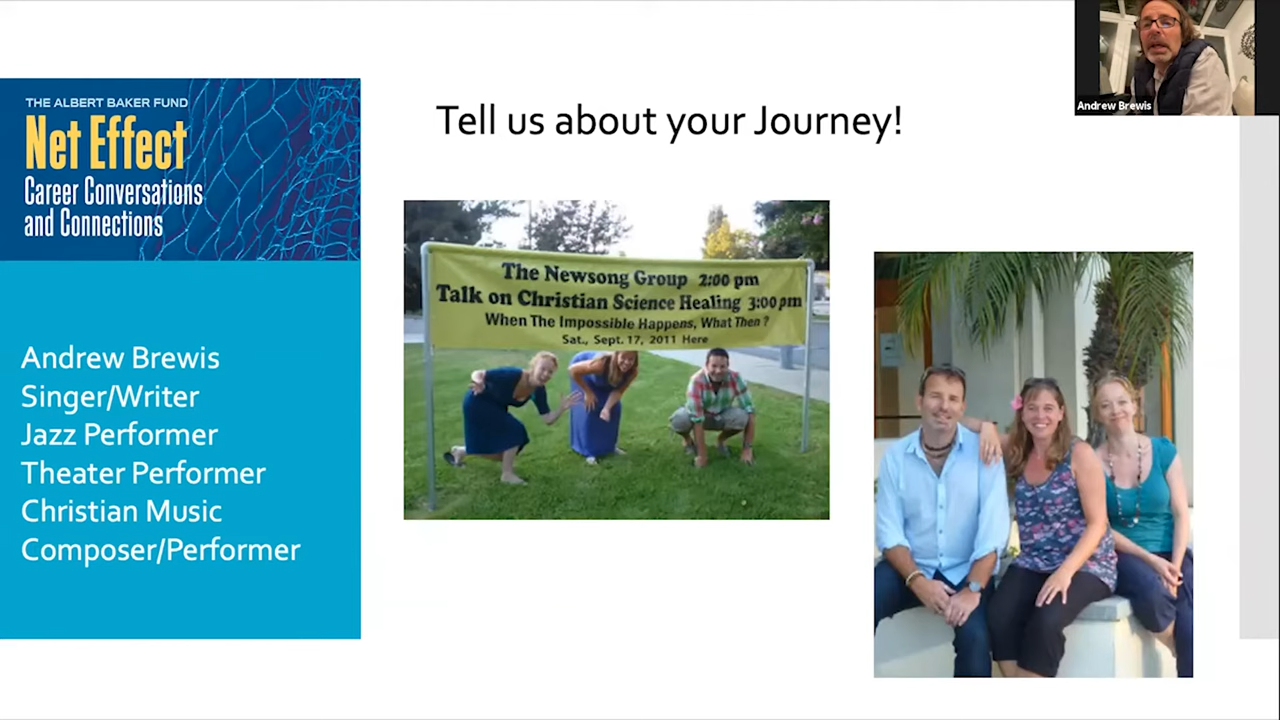 THE ALBERT BAKER FUND
Net Effect
Career Conversations
and Connections
Andrew Brewis
Singer/Writer
Jazz Performer
Theater Performer
Christian Music
Composer/Performer
Tell us about your Journey!
The Newsong Group 2:00 pm
Talk on Christian Science Healing 3:00 pm
When The Impossible Happens, What Then ?
Sat., Sept. 17, 2011 Here
Andrew Brewis